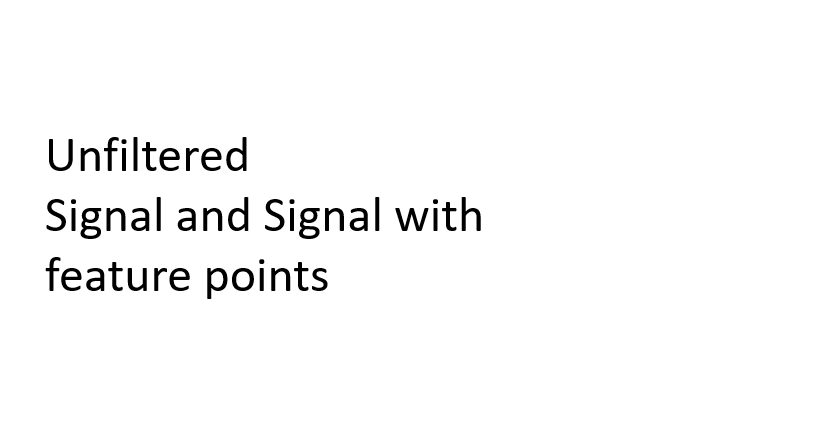 Unfiltered
Signal and Signal with
feature points